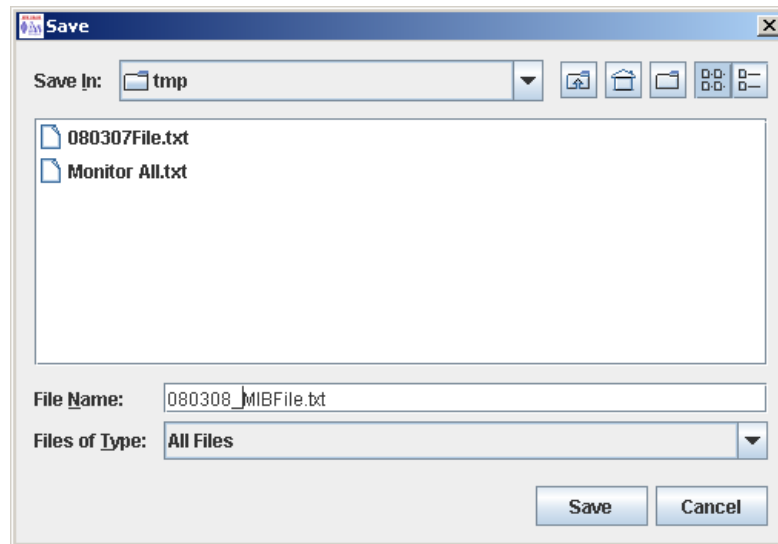 Save
Save In: tmp
080307File.txt
Monitor All.txt
File Name: 080308_MIBFile.txt
Files of Type: All Files
Save Cancel